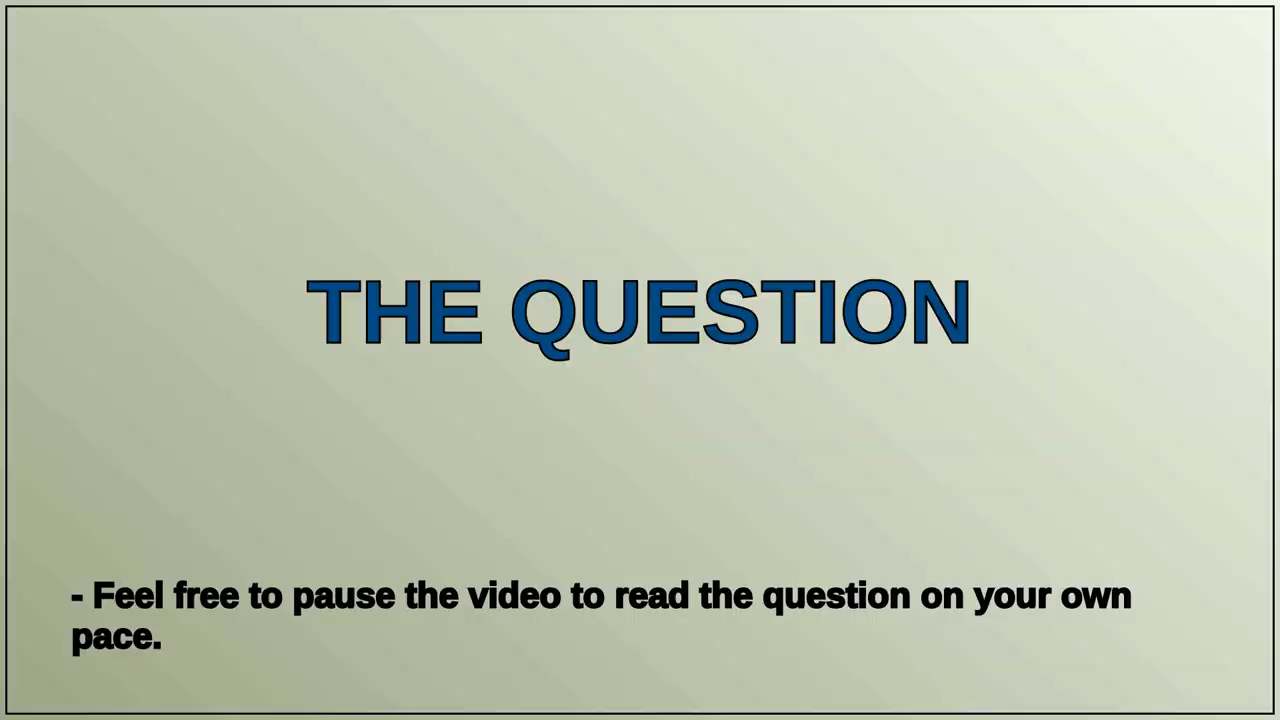 THE QUESTION
- Feel free to pause the video to read the question on your own
pace.